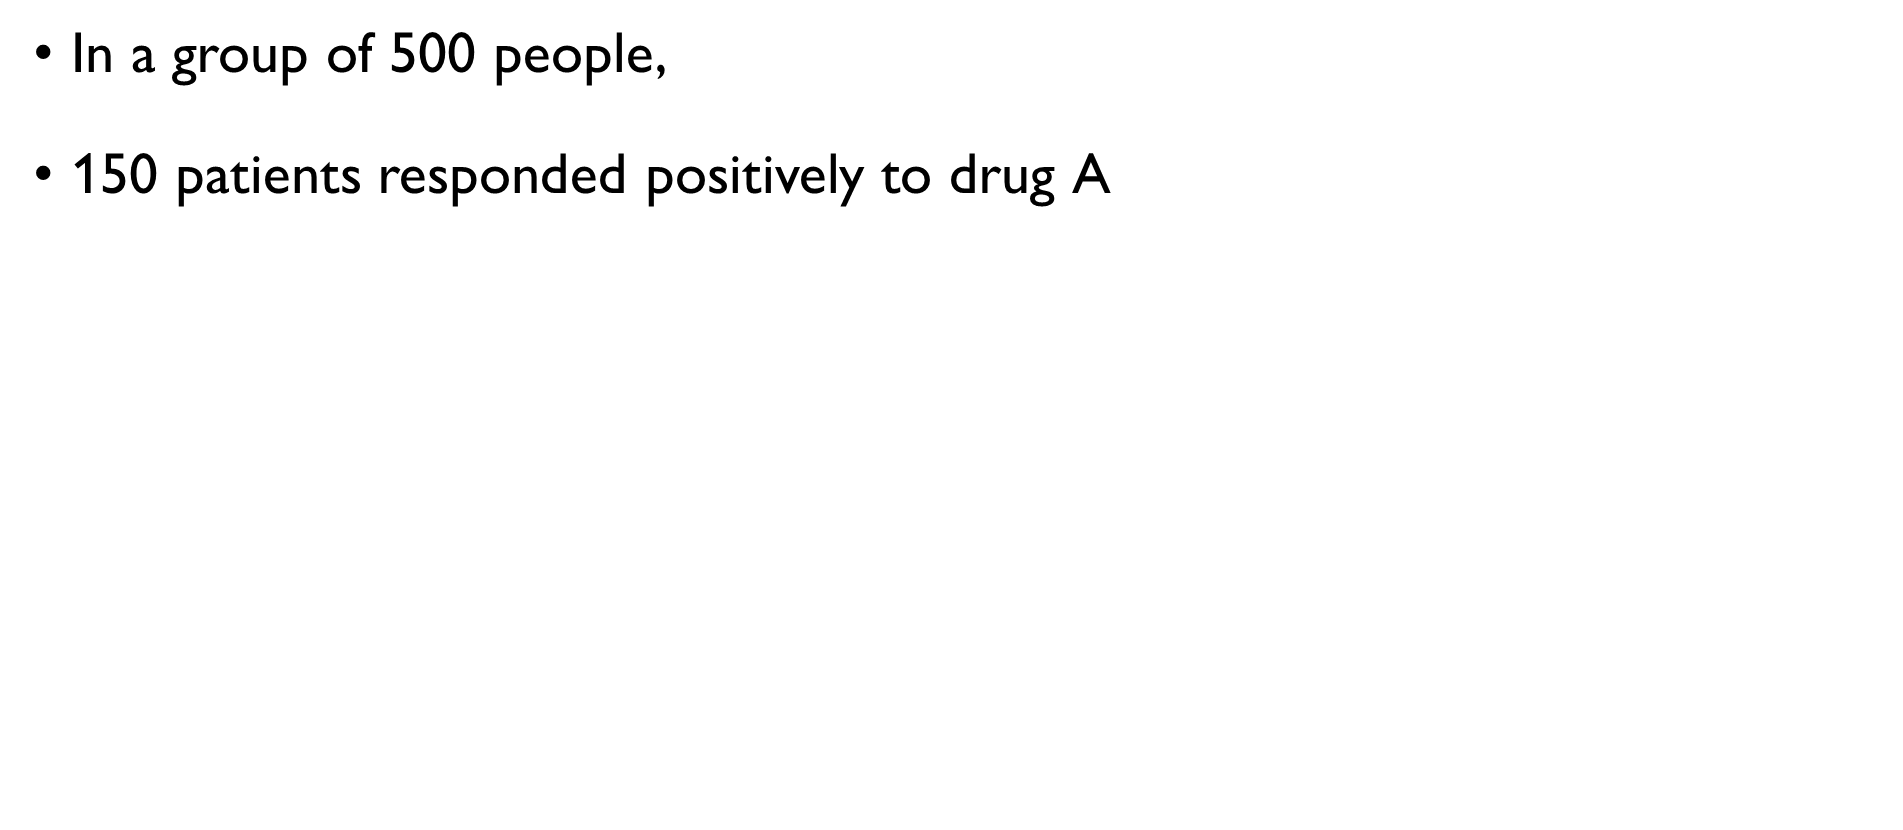 • In a group of 500 people,
• 150 patients responded positively to drug A